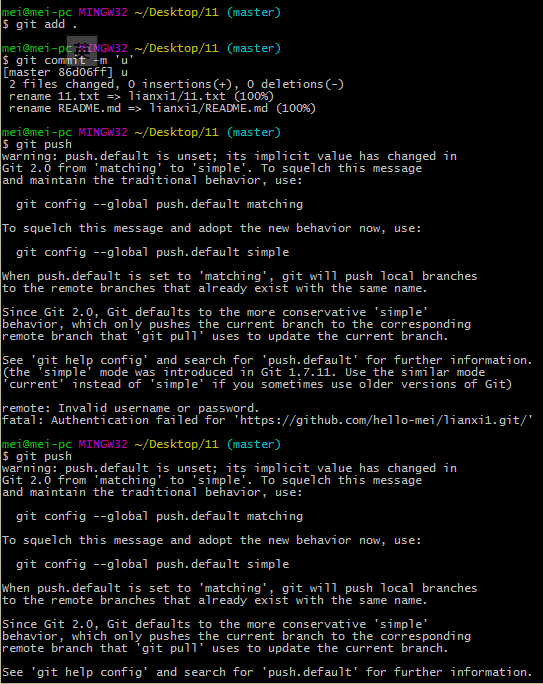 mei@mei-pc MINGW32 ~/Desktop/11 (master)
$ git add .
mei@mei-pc MINGW32 ~/Desktop/11 (master)
$ git commit -m 'u'
[master 86d06ff] u
2 files changed, 0 insertions(+), 0 deletions(-)
rename 11.txt => lianxi1/11.txt (100%)
rename README.md => lianxi1/README.md (100%)
mei@mei-pc MINGW32 ~/Desktop/11 (master)
$ git push
warning: push.default is unset; its implicit value has changed in
Git 2.0 from 'matching' to 'simple'. To squelch this message
and maintain the traditional behavior, use:
git config --global push.default matching
To squelch this message and adopt the new behavior now, use:
git config --global push.default simple
When push.default is set to 'matching', git will push local branches
to the remote branches that already exist with the same name.
Since Git 2.0, Git defaults to the more conservative 'simple'
behavior, which only pushes the current branch to the corresponding
remote branch that 'git pull' uses to update the current branch.
See 'git help config' and search for 'push.default' for further information.
(the 'simple' mode was introduced in Git 1.7.11. Use the similar mode
'current' instead of 'simple' if you sometimes use older versions of Git)
remote: Invalid username or password.
fatal: Authentication failed for 'https://github.com/hello-mei/lianxi1.git/'
mei@mei-pc MINGW32 ~/Desktop/11 (master)
$ git push
warning: push.default is unset; its implicit value has changed in
Git 2.0 from 'matching' to 'simple'. To squelch this message
and maintain the traditional behavior, use:
git config --global push.default matching
To squelch this message and adopt the new behavior now, use:
git config --global push.default simple
When push.default is set to 'matching', git will push local branches
to the remote branches that already exist with the same name.
Since Git 2.0, Git defaults to the more conservative 'simple'
behavior, which only pushes the current branch to the corresponding
remote branch that 'git pull' uses to update the current branch.
See 'git help config' and search for 'push.default' for further information.